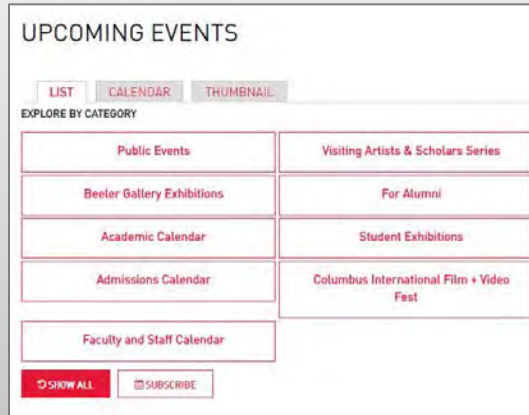 UPCOMING EVENTS
LIST CALENDAR THUMBNAIL
EXPLORE BY CATEGORY
Public Events
Visiting Artists & Scholars Series
Beeler Gallery Exhibitions
For Alumni
Academic Calendar
Student Exhibitions
Admissions Calendar
Columbus International Film + Video
Fest
Faculty and Staff Calendar
SHOW ALL SUBSCRIBE